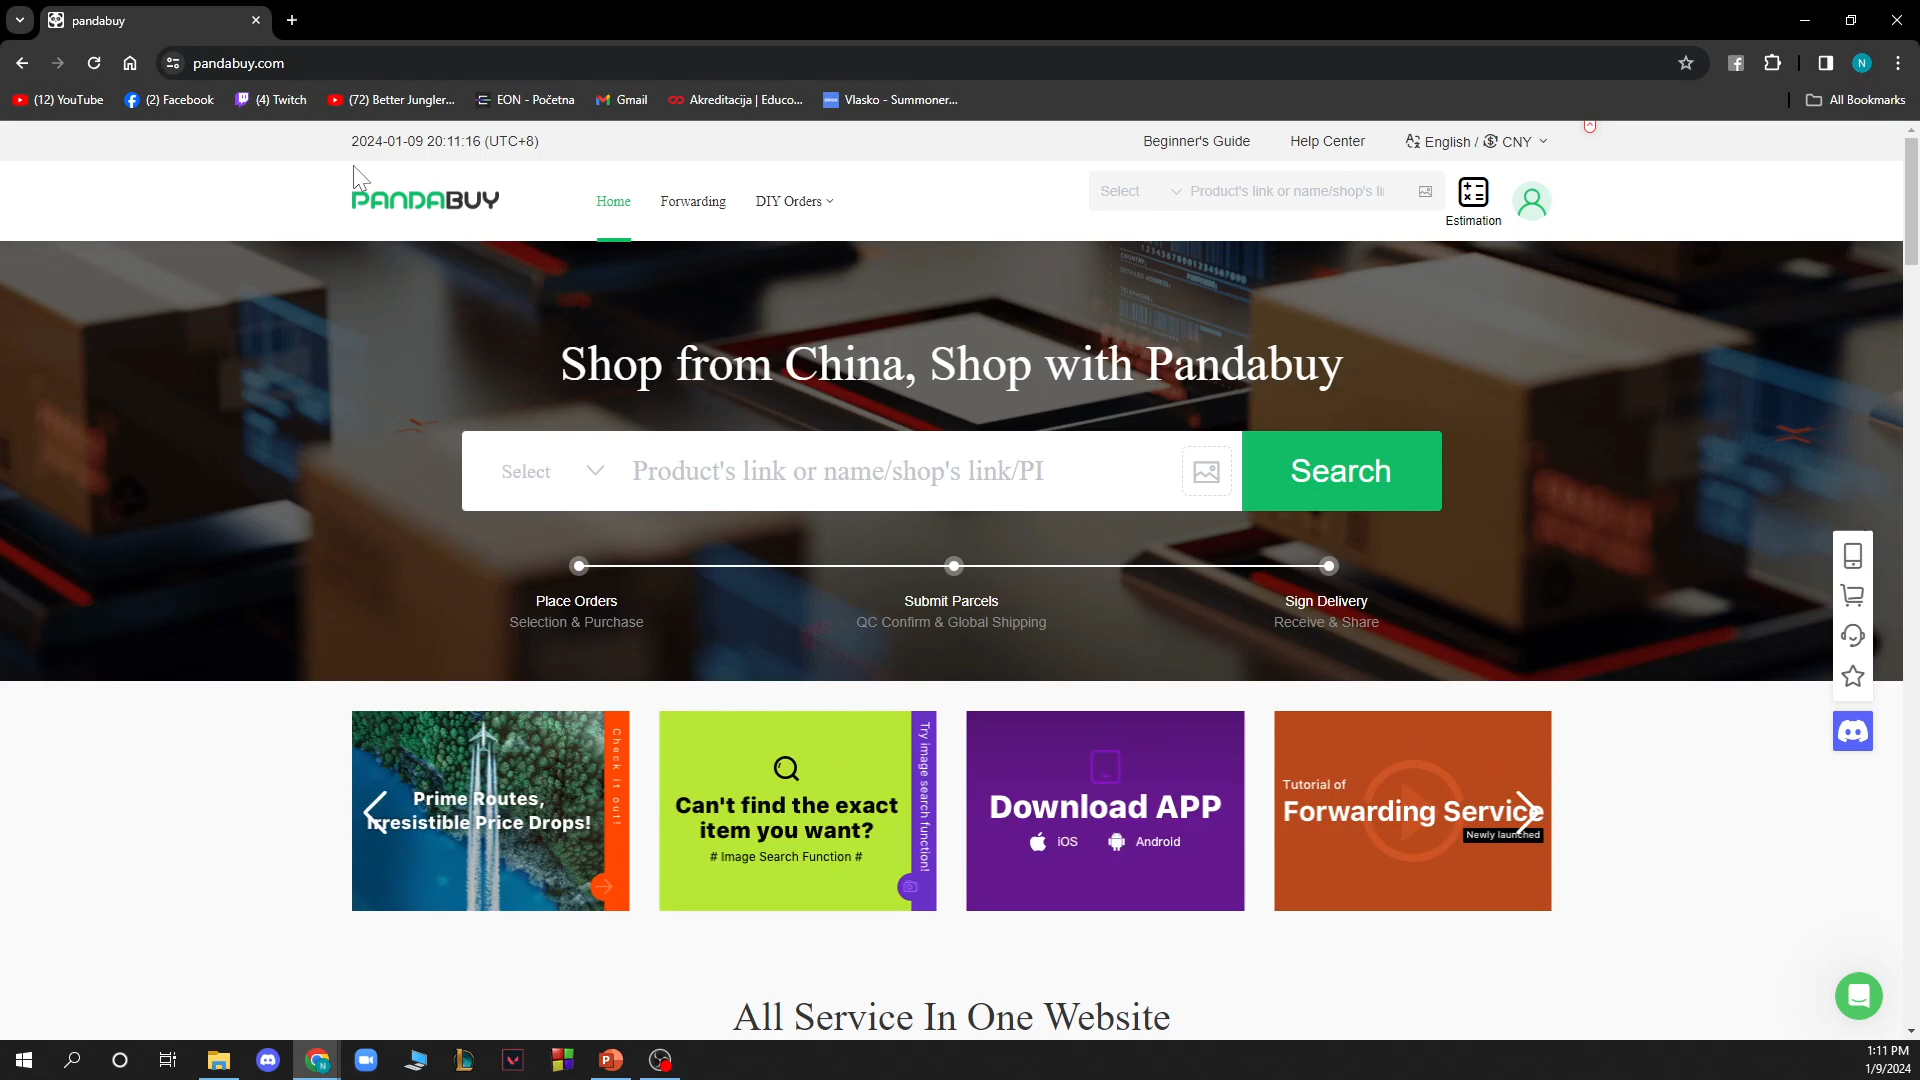 pandabuy
pandabuy.com
(12) YouTube
(2) Facebook
(4) Twitch
(72) Better Jungler...
EON - Početna
Gmail
Akreditacija | Educo...
Vlasko - Summoner...
All Bookmarks
2024-01-09 20:11:16 (UTC+8)
Beginner's Guide
Help Center
English / CNY
PANDABUY
Home
Forwarding
DIY Orders
Select
Product's link or name/shop's li
Estimation
Shop from China, Shop with Pandabuy
Select
Product's link or name/shop's link/PI
Search
Place Orders
Selection & Purchase
Submit Parcels
QC Confirm & Global Shipping
Sign Delivery
Receive & Share
Prime Routes,
Irresistible Price Drops!
Check it out!
Can't find the exact
item you want?
# Image Search Function #
Try image search function!
Download APP
iOS
Android
Tutorial of
Forwarding Service
Newly launched
All Service In One Website
1:11 PM
1/9/2024